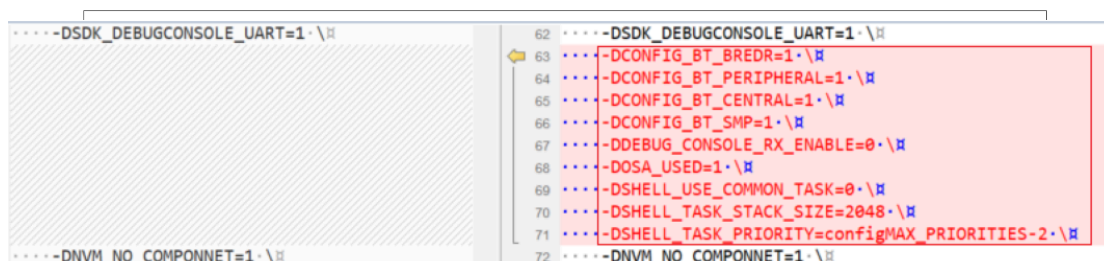 -DSDK_DEBUGCONSOLE_UART=1 \
-DNVM_NO_COMPONNET=1 \
62 -DSDK_DEBUGCONSOLE_UART=1 \
63 -DCONFIG_BT_BREDR=1 \
64 -DCONFIG_BT_PERIPHERAL=1 \
65 -DCONFIG_BT_CENTRAL=1 \
66 -DCONFIG_BT_SMP=1 \
67 -DDEBUG_CONSOLE_RX_ENABLE=0 \
68 -DOSA_USED=1 \
69 -DSHELL_USE_COMMON_TASK=0 \
70 -DSHELL_TASK_STACK_SIZE=2048 \
71 -DSHELL_TASK_PRIORITY=configMAX_PRIORITIES-2 \
72 -DNVM_NO_COMPONNET=1 \